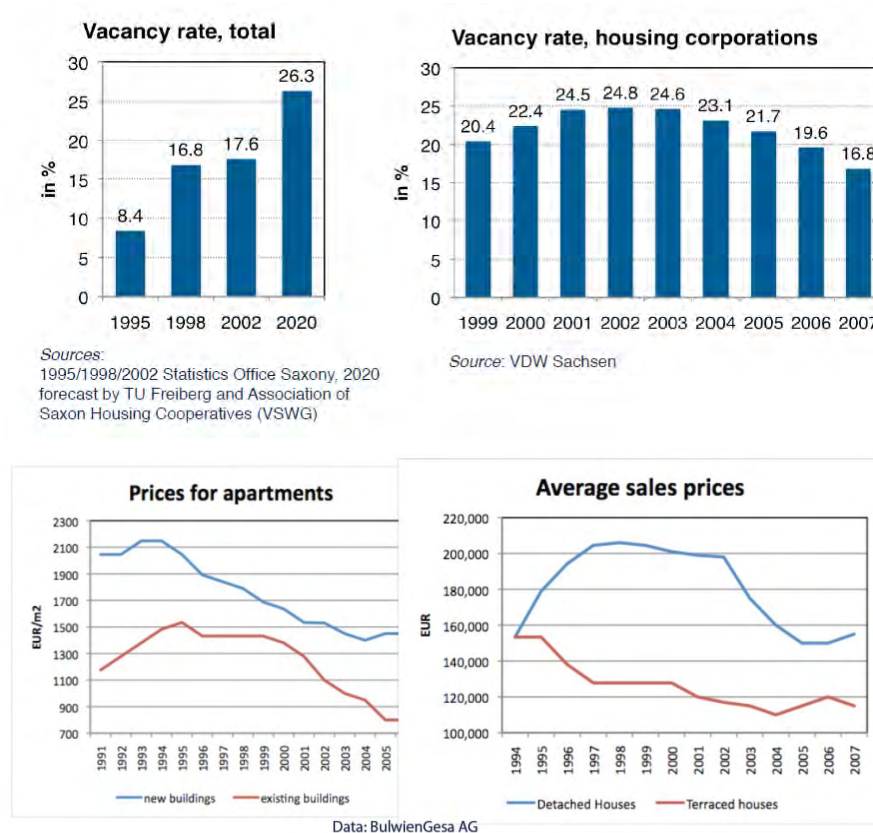 Vacancy rate, total
in %
30
25
20
15
10
5
0
8.4
16.8
17.6
26.3
1995 1998 2002 2020
Sources:
1995/1998/2002 Statistics Office Saxony, 2020
forecast by TU Freiberg and Association of
Saxon Housing Cooperatives (VSWG)
Vacancy rate, housing corporations
in %
30
25
20
15
10
5
0
20.4
22.4
24.5
24.8
24.6
23.1
21.7
19.6
16.8
1999 2000 2001 2002 2003 2004 2005 2006 2007
Source: VDW Sachsen
Prices for apartments
EUR/m2
2300
2100
1900
1700
1500
1300
1100
900
700
1991 1992 1993 1994 1995 1996 1997 1998 1999 2000 2001 2002 2003 2004 2005
new buildings existing buildings
Average sales prices
EUR
220,000
200,000
180,000
160,000
140,000
120,000
100,000
1994 1995 1996 1997 1998 1999 2000 2001 2002 2003 2004 2005 2006 2007
Detached Houses Terraced houses
Data: BulwienGesa AG